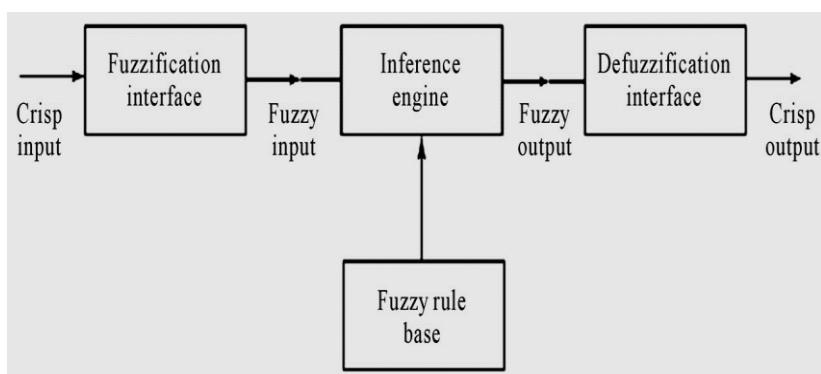 Fuzzification
interface
Inference
engine
Defuzzification
interface
Crisp
input
Fuzzy
input
Fuzzy
output
Crisp
output
Fuzzy rule
base